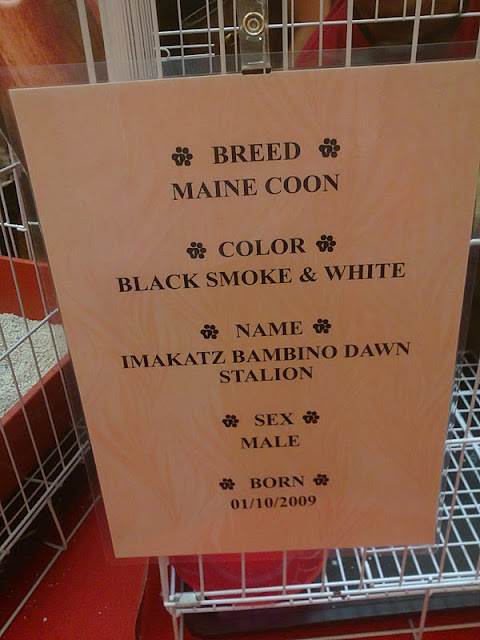 BREED
MAINE COON
COLOR
BLACK SMOKE & WHITE
NAME
IMAKATZ BAMBINO DAWN
STALION
SEX
MALE
BORN
01/10/2009